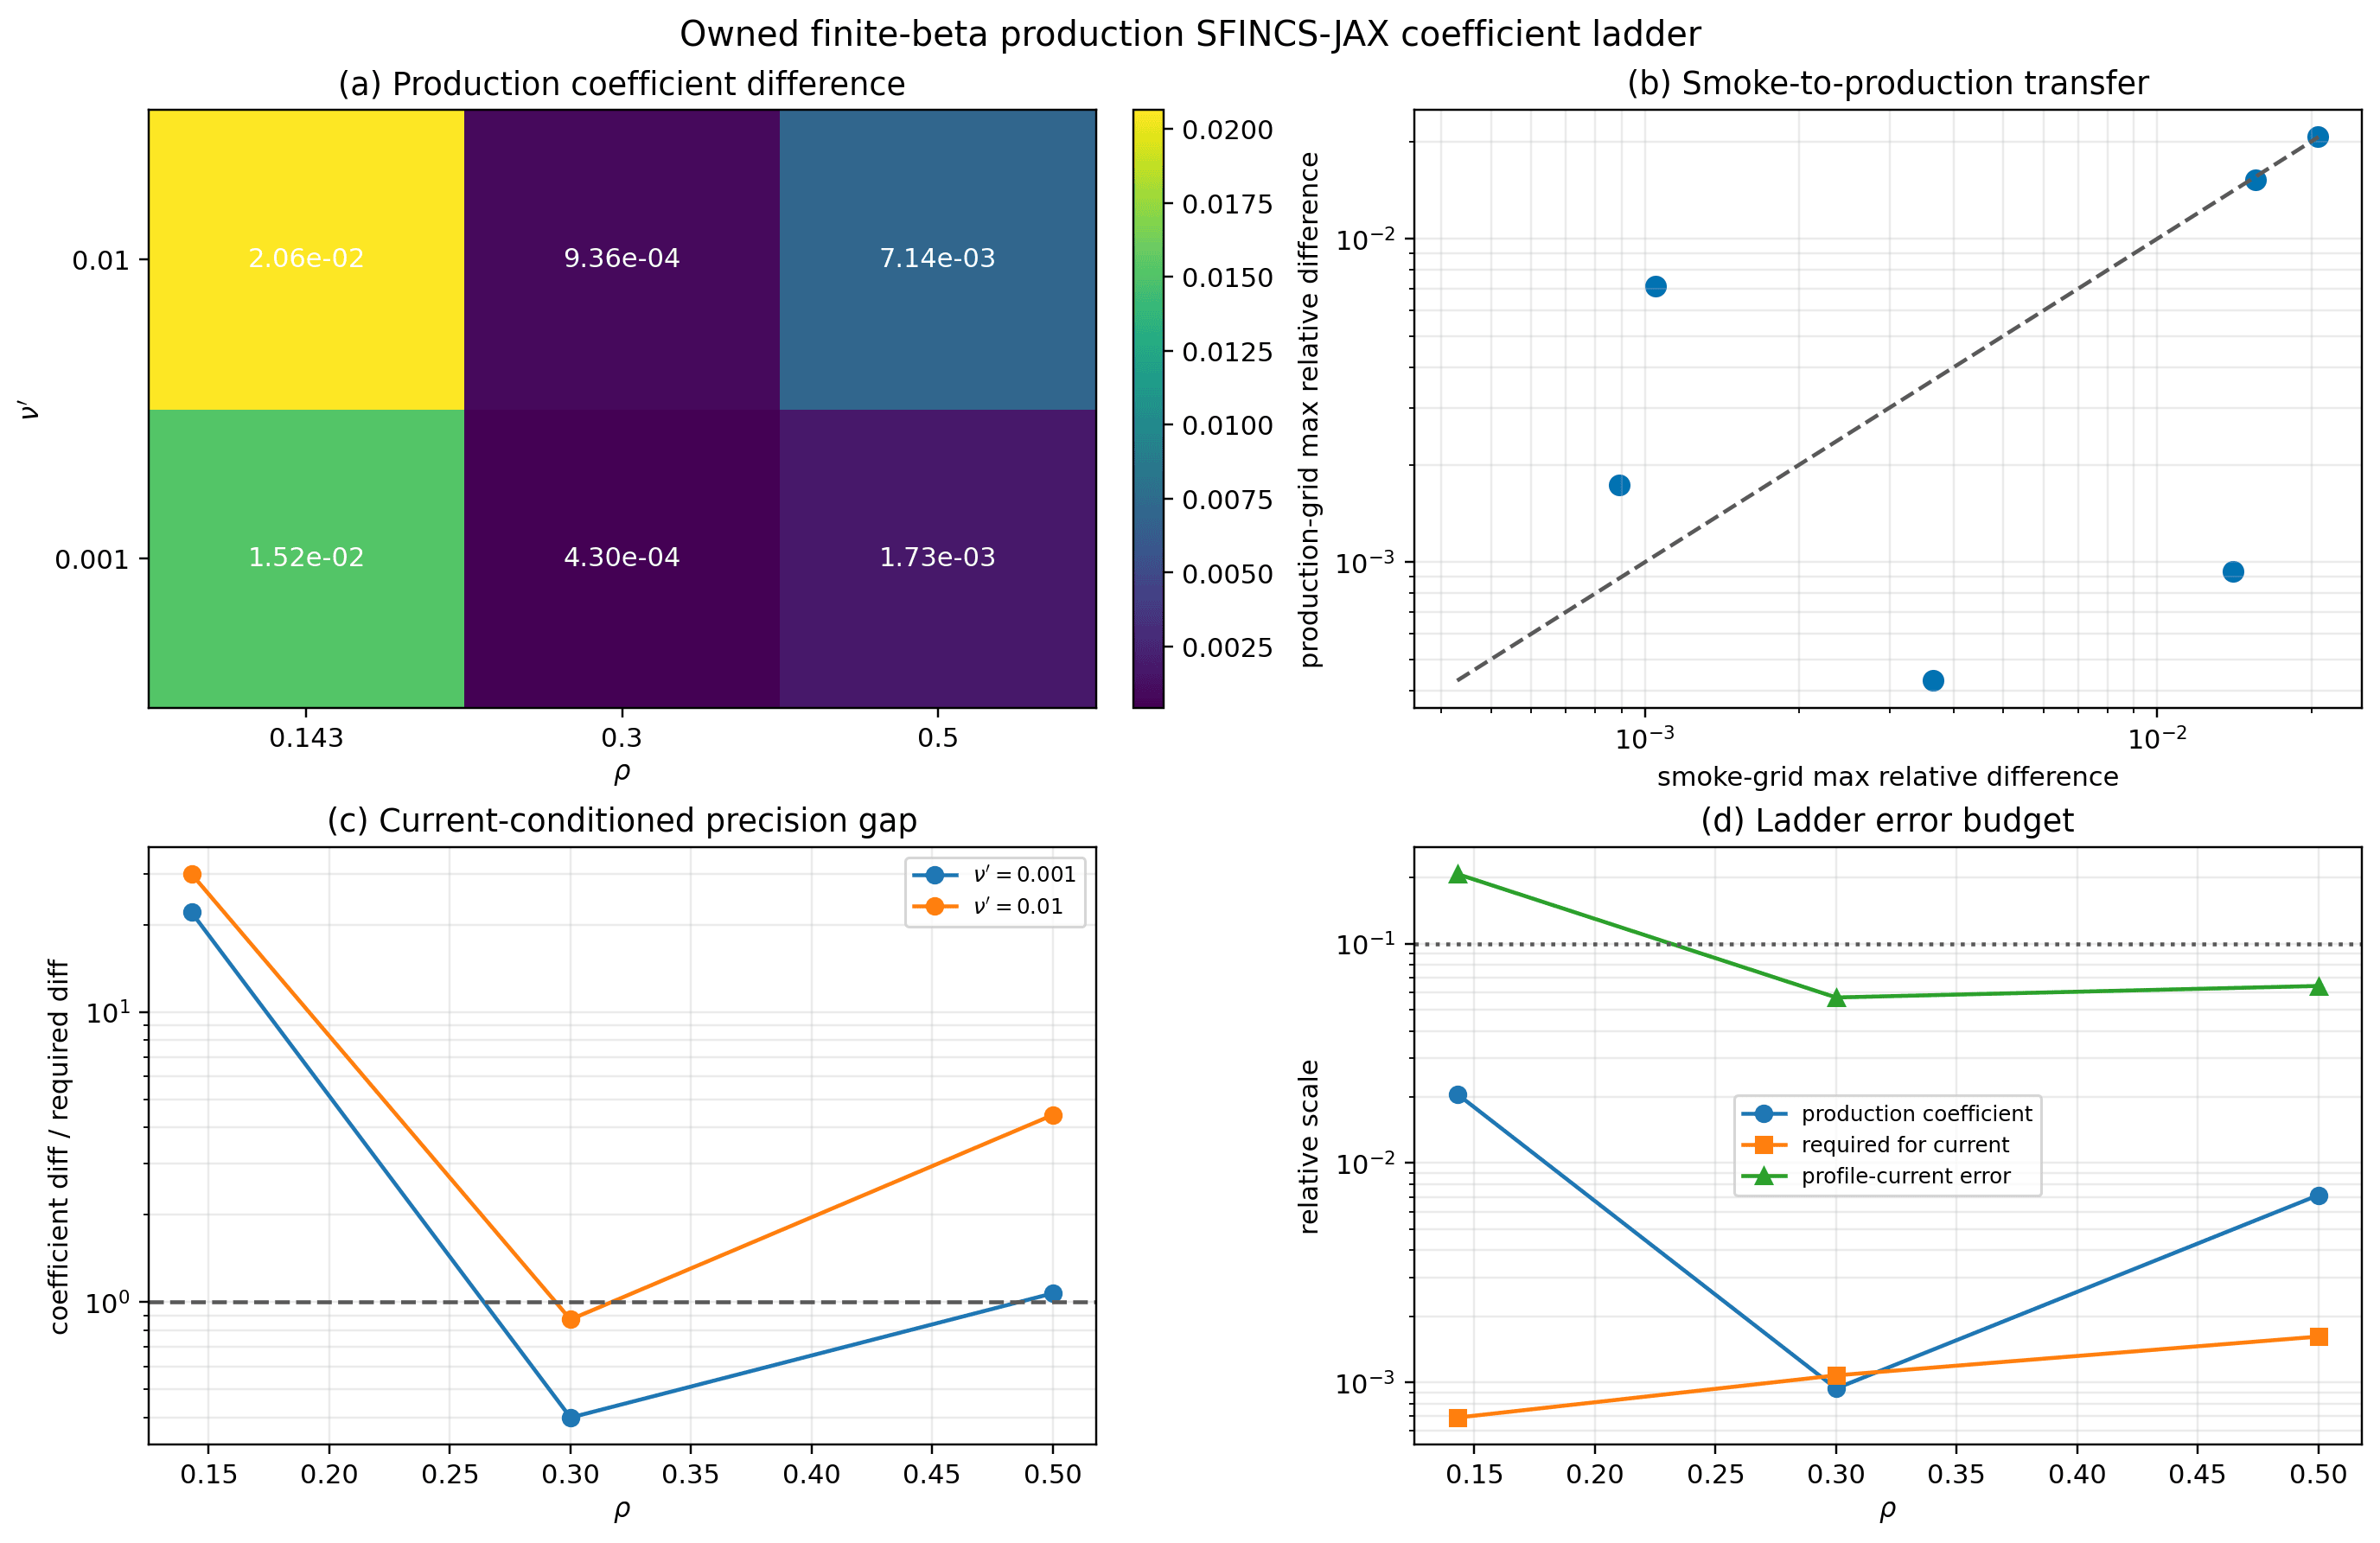 Owned finite-beta production SFINCS-JAX coefficient ladder
(a) Production coefficient difference
2.06e-02 9.36e-04 7.14e-03
1.52e-02 4.30e-04 1.73e-03
0.01
0.001
ν′
0.143 0.3 0.5
ρ
0.0200
0.0175
0.0150
0.0125
0.0100
0.0075
0.0050
0.0025
(b) Smoke-to-production transfer
production-grid max relative difference
10⁻²
10⁻³
10⁻³ 10⁻²
smoke-grid max relative difference
(c) Current-conditioned precision gap
coefficient diff / required diff
10¹
10⁰
ν′ = 0.001
ν′ = 0.01
0.15 0.20 0.25 0.30 0.35 0.40 0.45 0.50
ρ
(d) Ladder error budget
relative scale
10⁻¹
10⁻²
10⁻³
production coefficient
required for current
profile-current error
0.15 0.20 0.25 0.30 0.35 0.40 0.45 0.50
ρ